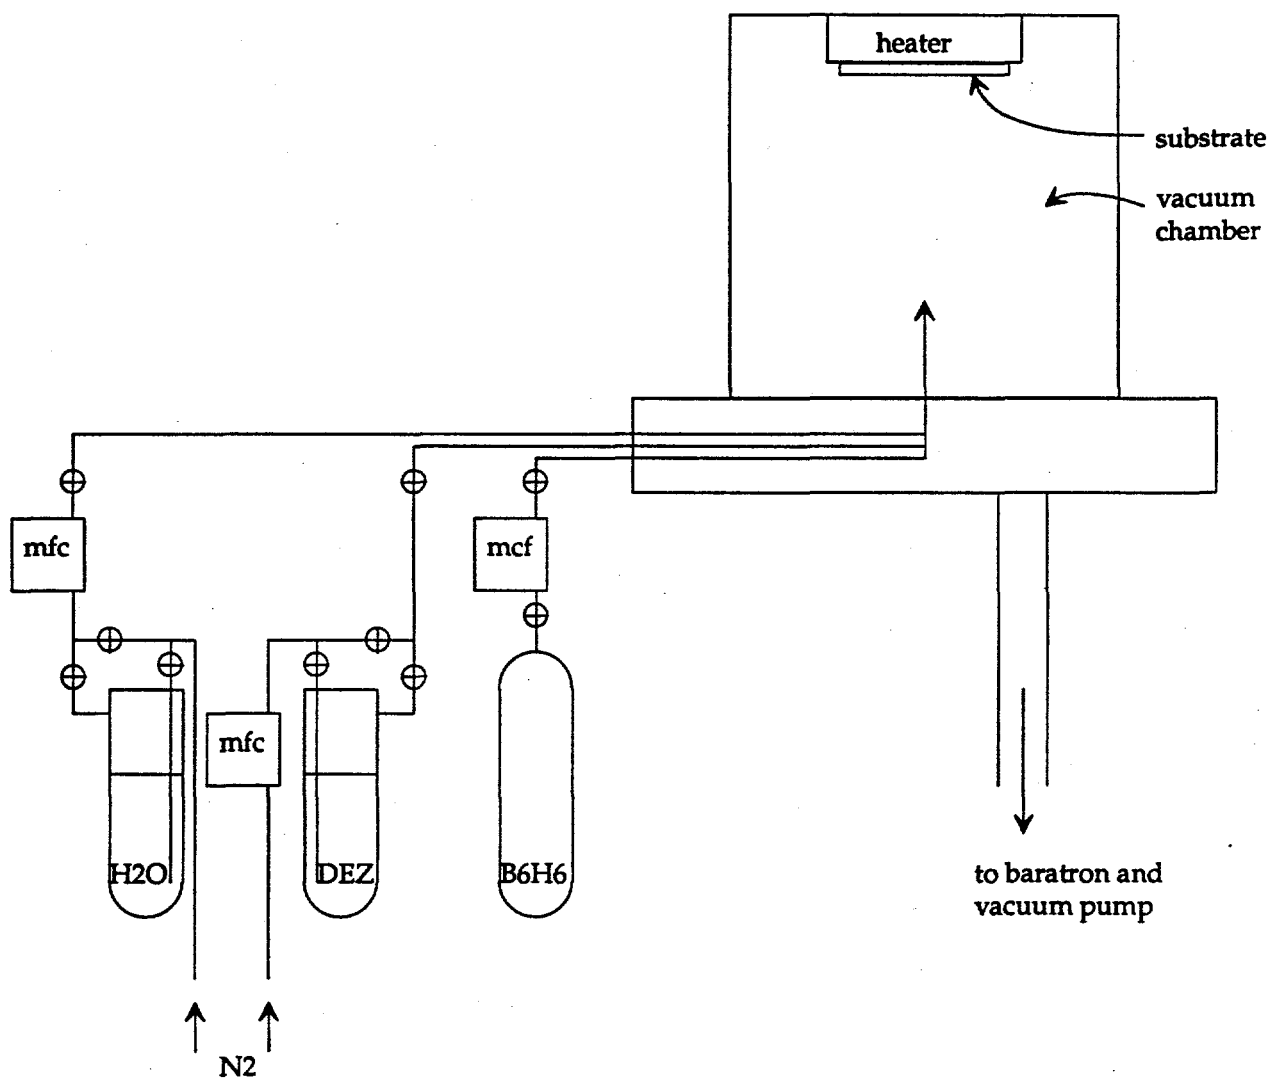 heater
substrate
vacuum
chamber
mfc
mcf
mfc
H2O
DEZ
B6H6
to baratron and
vacuum pump
N2